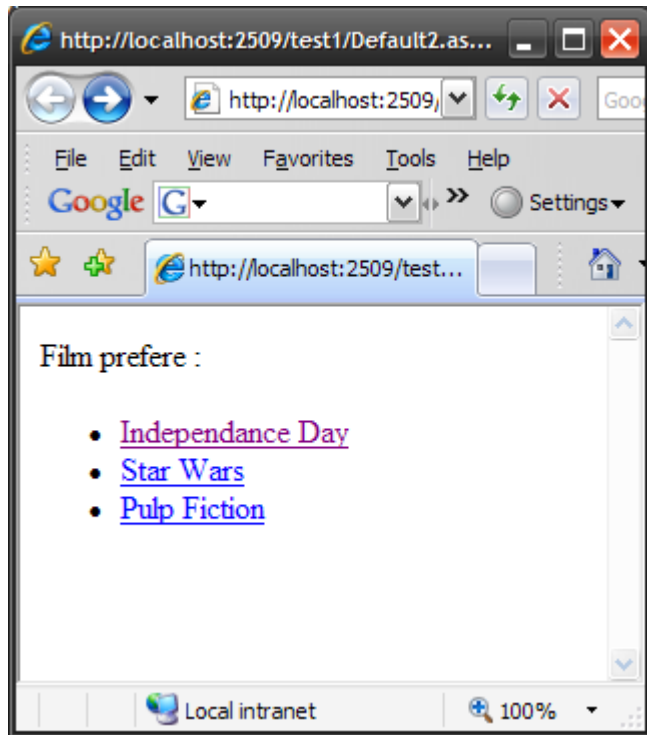 http://localhost:2509/test1/Default2.as...
http://localhost:2509/
File Edit View Favorites Tools Help
Google G Settings
http://localhost:2509/test...
Film prefere :
Independance Day
Star Wars
Pulp Fiction
Local intranet 100%